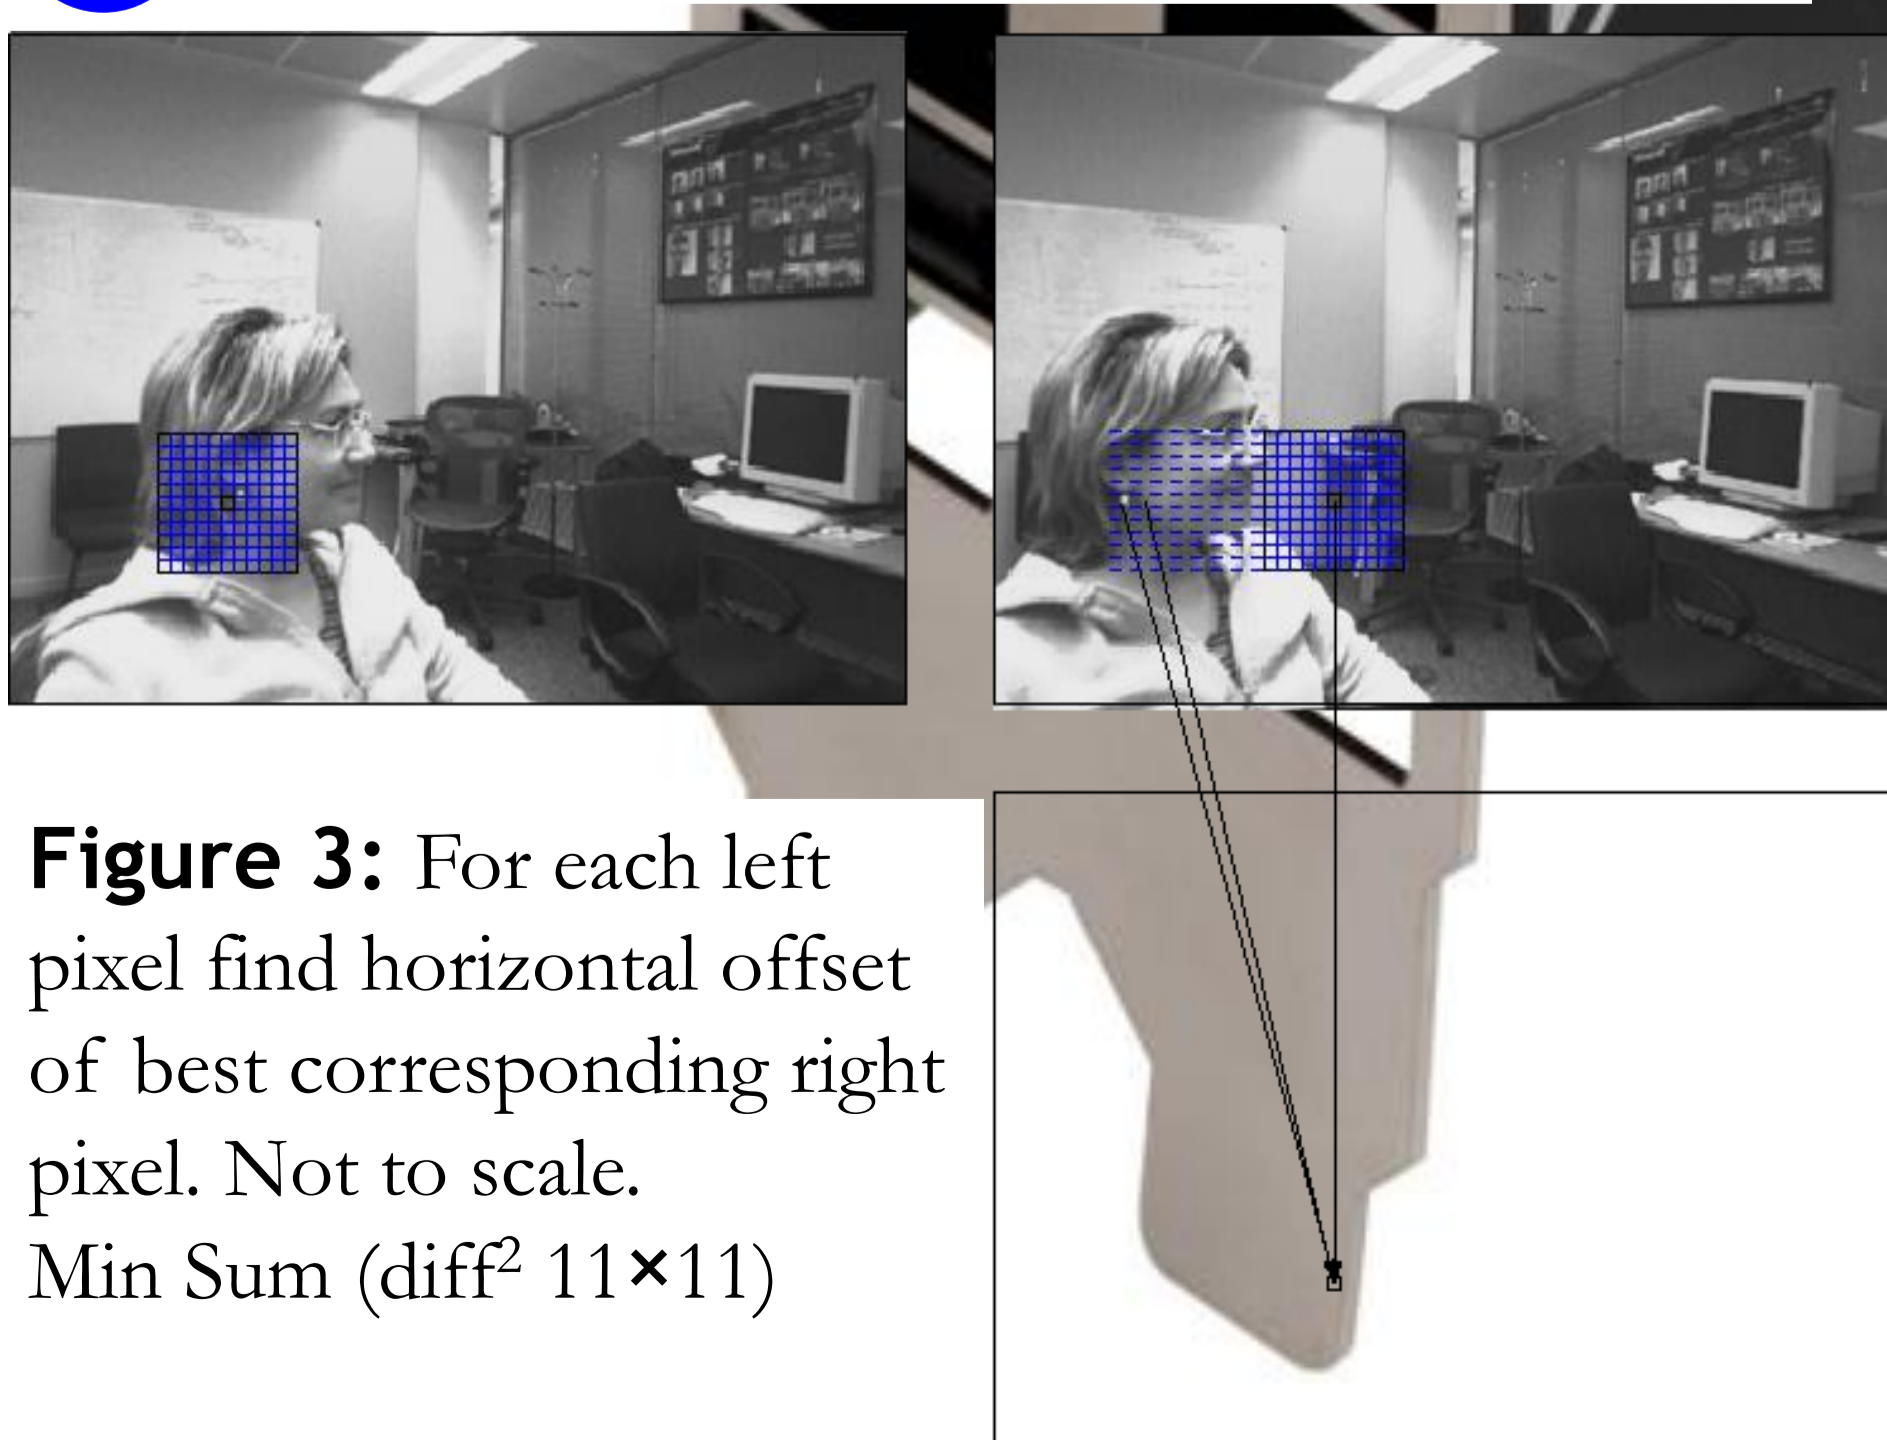 Figure 3: For each left
pixel find horizontal offset
of best corresponding right
pixel. Not to scale.
Min Sum (diff² 11×11)